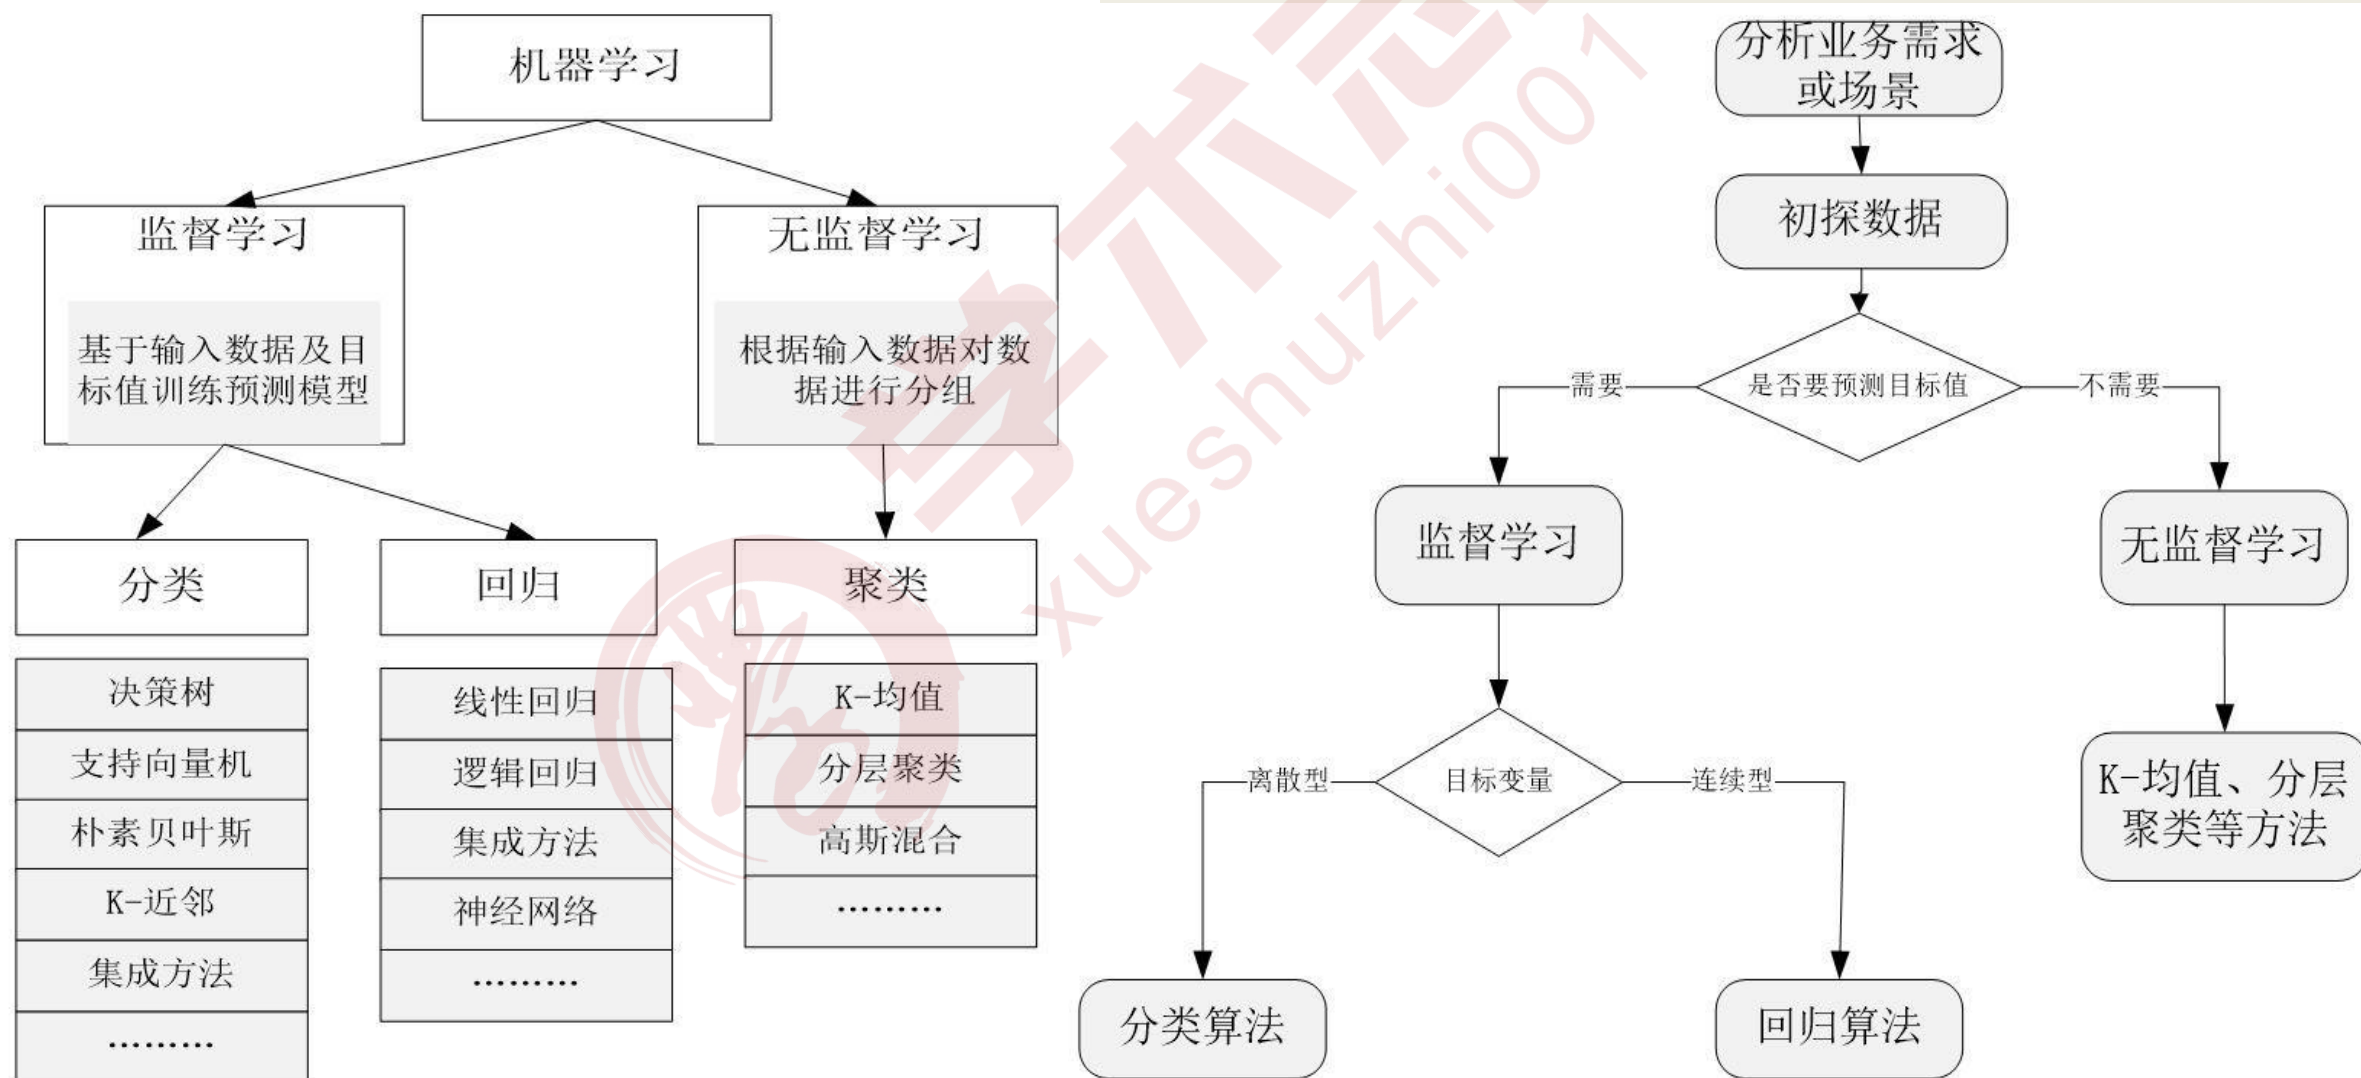 机器学习
监督学习
基于输入数据及目
标值训练预测模型
无监督学习
根据输入数据对数
据进行分组
分类
决策树
支持向量机
朴素贝叶斯
K-近邻
集成方法
………
回归
线性回归
逻辑回归
集成方法
神经网络
………
聚类
K-均值
分层聚类
高斯混合
………
分析业务需求
或场景
初探数据
是否要预测目标值
需要
不需要
监督学习
无监督学习
目标变量
离散型
连续型
K-均值、分层
聚类等方法
分类算法
回归算法
学术志
xueshuzhi001